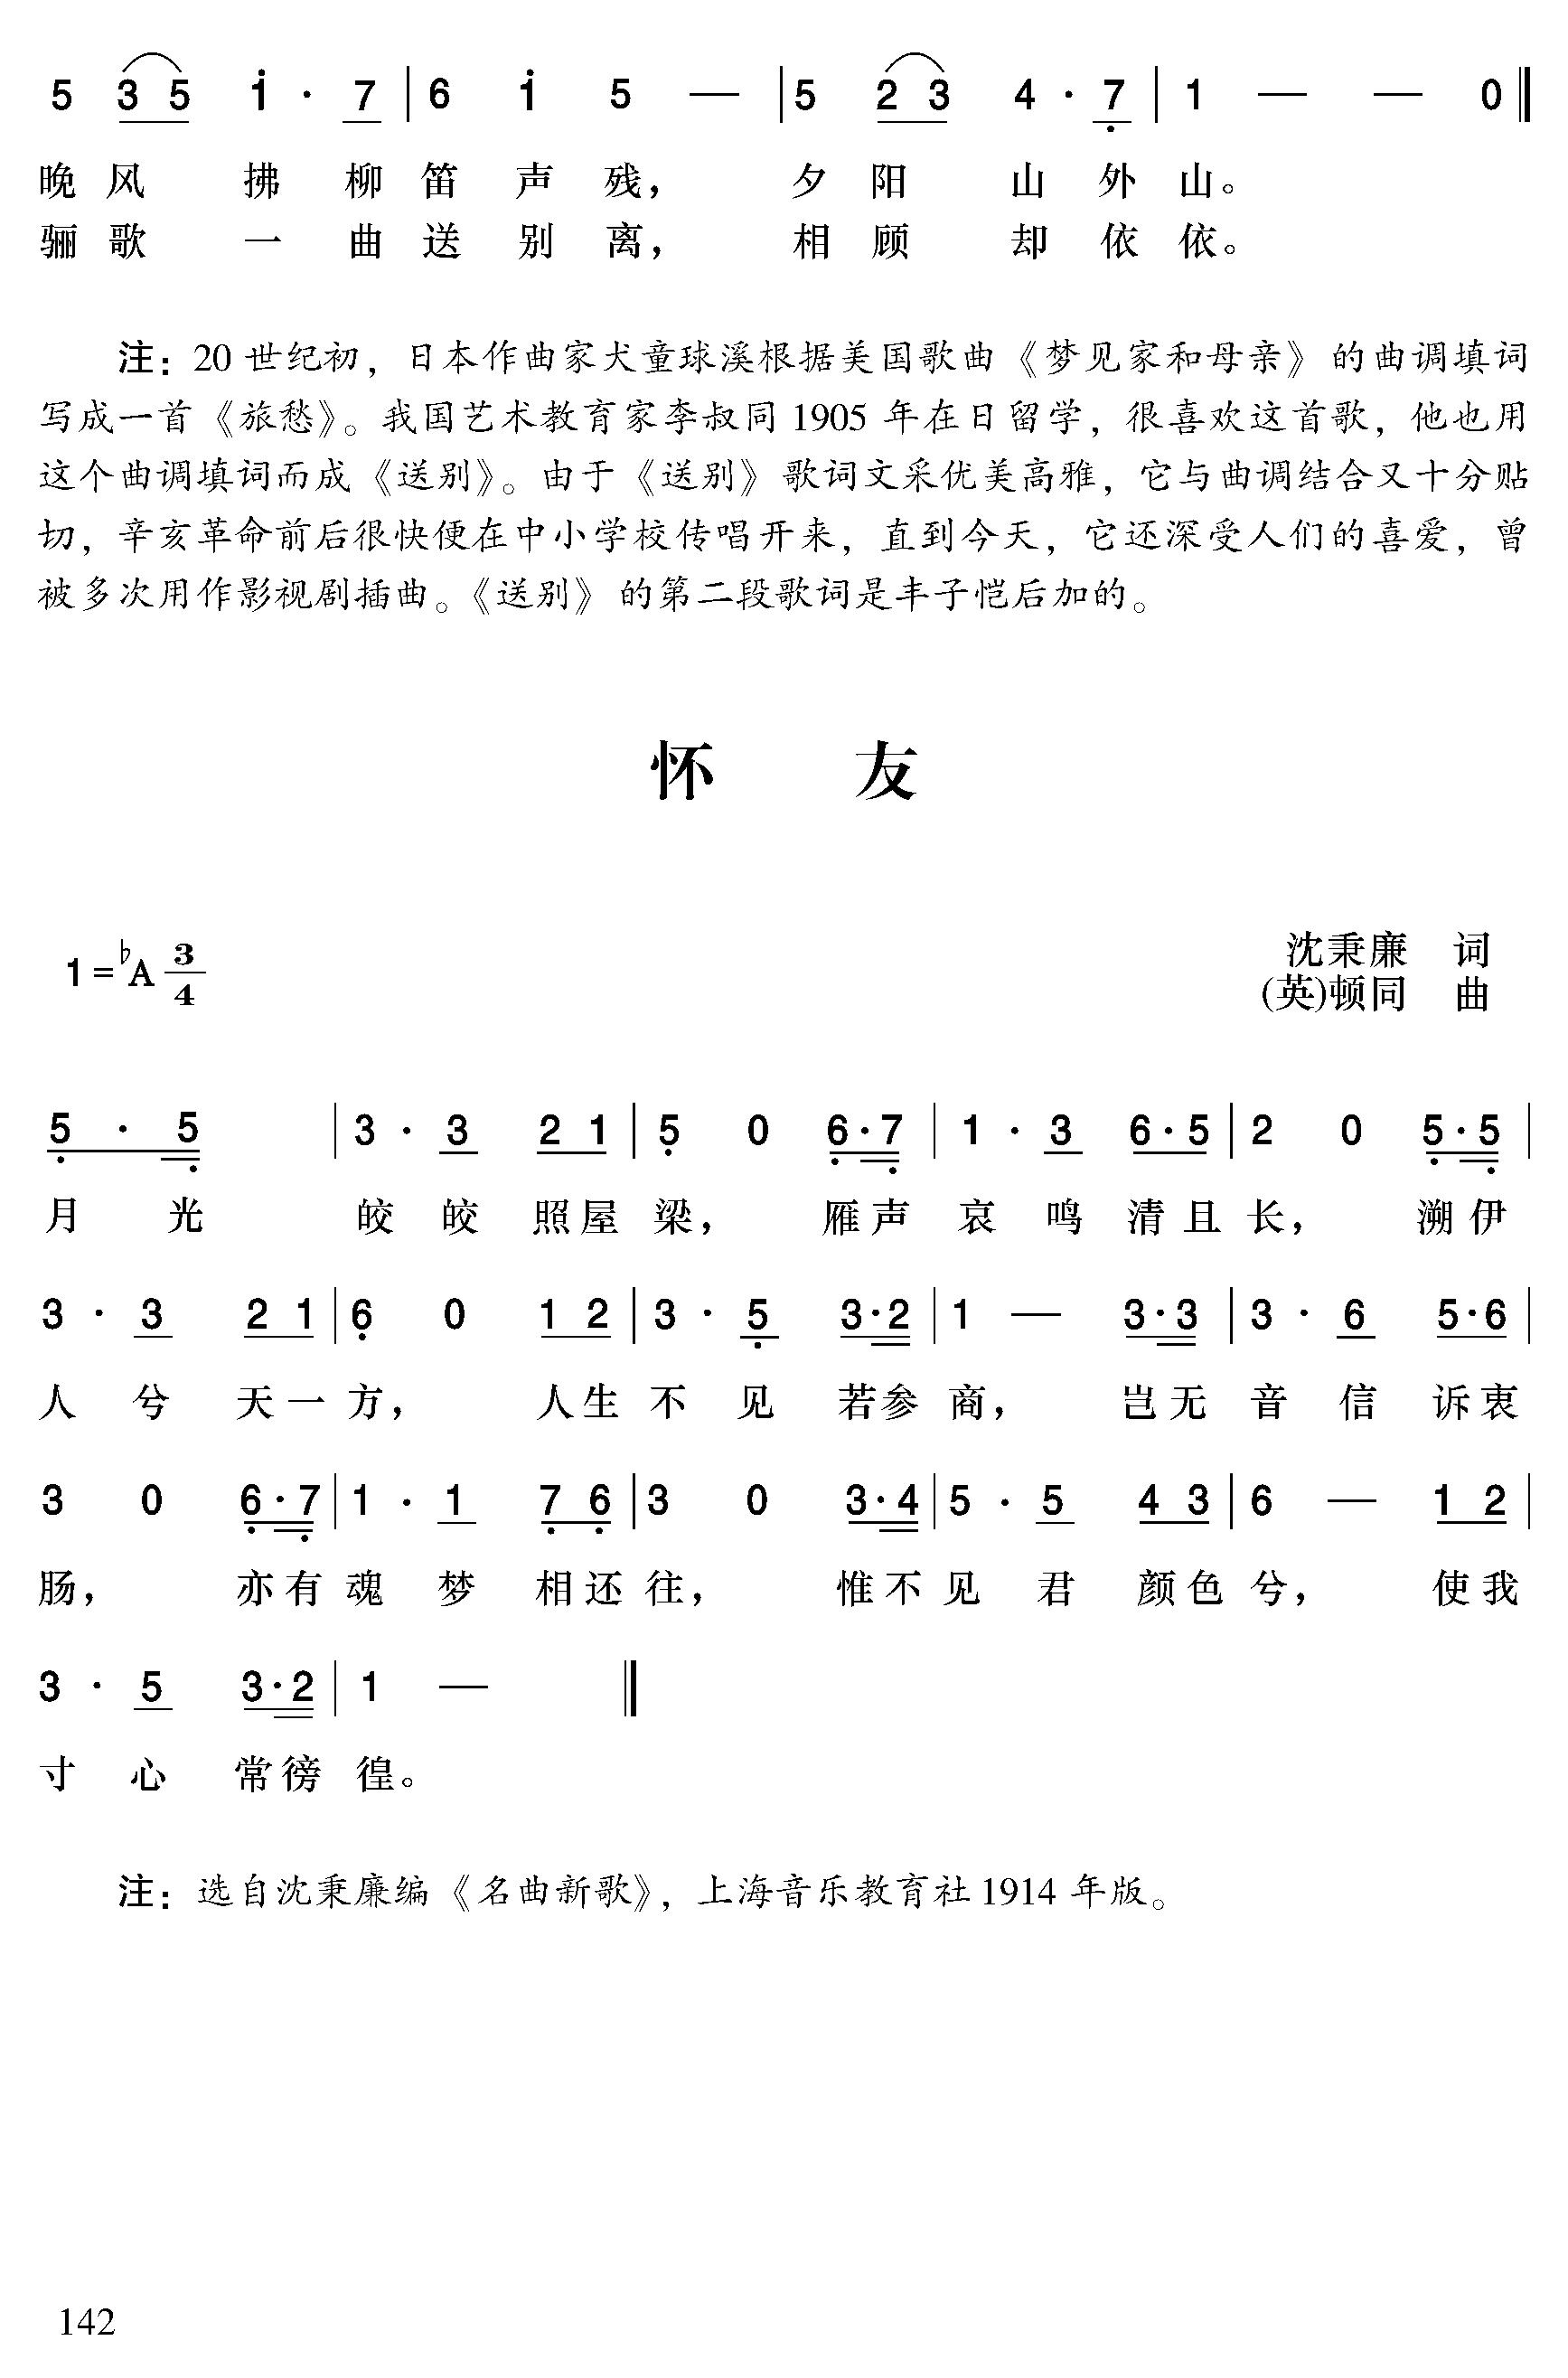 5 3 5 1 · 7 | 6 1 5 — | 5 2 3 4 · 7 | 1 — — 0 ‖
晚风 拂 柳笛 声 残， 夕 阳 山 外 山。
骊歌 一 曲送 别 离， 相 顾 却 依 依。
注：20 世纪初，日本作曲家犬童球溪根据美国歌曲《梦见家和母亲》的曲调填词
写成一首《旅愁》。我国艺术教育家李叔同 1905 年在日留学，很喜欢这首歌，他也用
这个曲调填词而成《送别》。由于《送别》歌词文采优美高雅，它与曲调结合又十分贴
切，辛亥革命前后很快便在中小学校传唱开来，直到今天，它还深受人们的喜爱，曾
被多次用作影视剧插曲。《送别》的第二段歌词是丰子恺后加的。
怀 友
1=♭A 3/4
沈秉廉 词
(英)顿同 曲
5 · 5 | 3 · 3 2 1 | 5 0 6·7 | 1 · 3 6·5 | 2 0 5·5 |
月 光 皎 皎 照屋 梁， 雁声 哀 鸣 清且 长， 溯伊
3 · 3 2 1 | 6 0 1 2 | 3 · 5 3·2 | 1 — 3·3 | 3 · 6 5·6 |
人 兮 天一 方， 人生 不 见 若参 商， 岂无 音 信 诉衷
3 0 6·7 | 1 · 1 7 6 | 3 0 3·4 | 5 · 5 4 3 | 6 — 1 2 |
肠， 亦有 魂 梦 相还 往， 惟不 见 君 颜色 兮， 使我
3 · 5 3·2 | 1 — ‖
寸 心 常徬 徨。
注：选自沈秉廉编《名曲新歌》，上海音乐教育社 1914 年版。
142